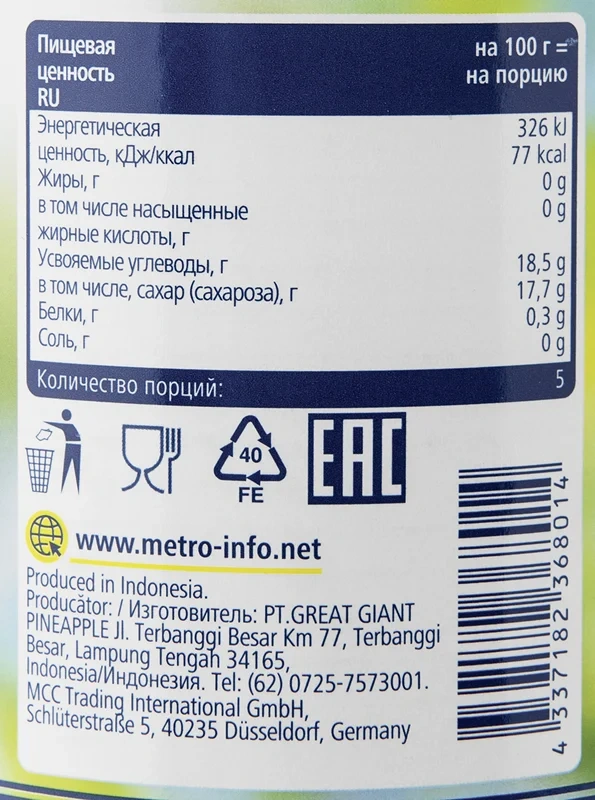 Пищевая
ценность
RU
на 100 г =
на порцию
Энергетическая
ценность, кДж/ккал
326 kJ
77 kcal
Жиры, г 0 g
в том числе насыщенные 0 g
жирные кислоты, г
Усвояемые углеводы, г 18,5 g
в том числе, сахар (сахароза), г 17,7 g
Белки, г 0,3 g
Соль, г 0 g
Количество порций: 5
40
FE
EAC
www.metro-info.net
Produced in Indonesia.
Producător: / Изготовитель: PT.GREAT GIANT
PINEAPPLE Jl. Terbanggi Besar Km 77, Terbanggi
Besar, Lampung Tengah 34165,
Indonesia/Индонезия. Tel: (62) 0725-7573001.
MCC Trading International GmbH,
Schlüterstraße 5, 40235 Düsseldorf, Germany
4 337182 368014